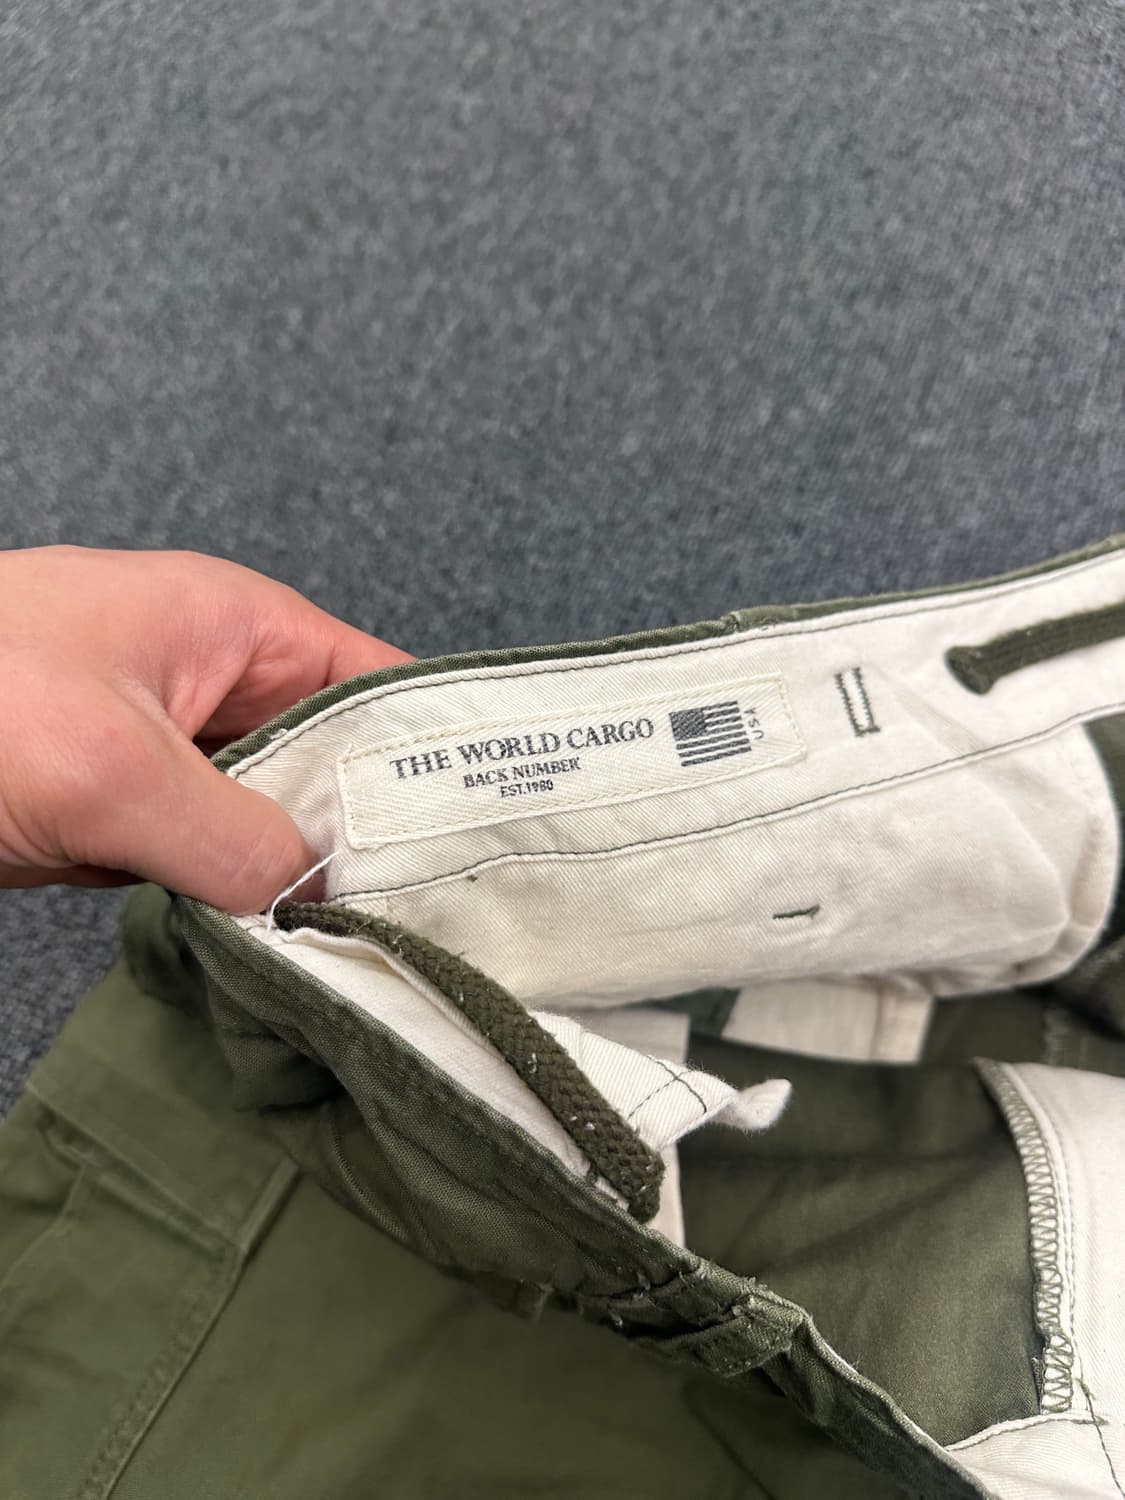 THE WORLD CARGO
BACK NUMBER
EST.1980
USA